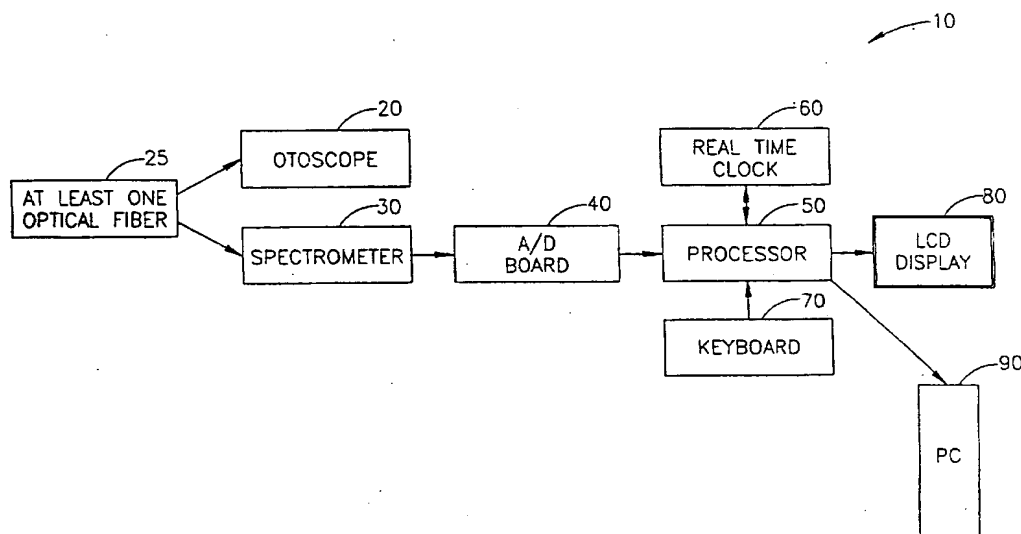 10
20
OTOSCOPE
25
AT LEAST ONE
OPTICAL FIBER
30
SPECTROMETER
40
A/D
BOARD
60
REAL TIME
CLOCK
50
PROCESSOR
70
KEYBOARD
80
LCD
DISPLAY
90
PC